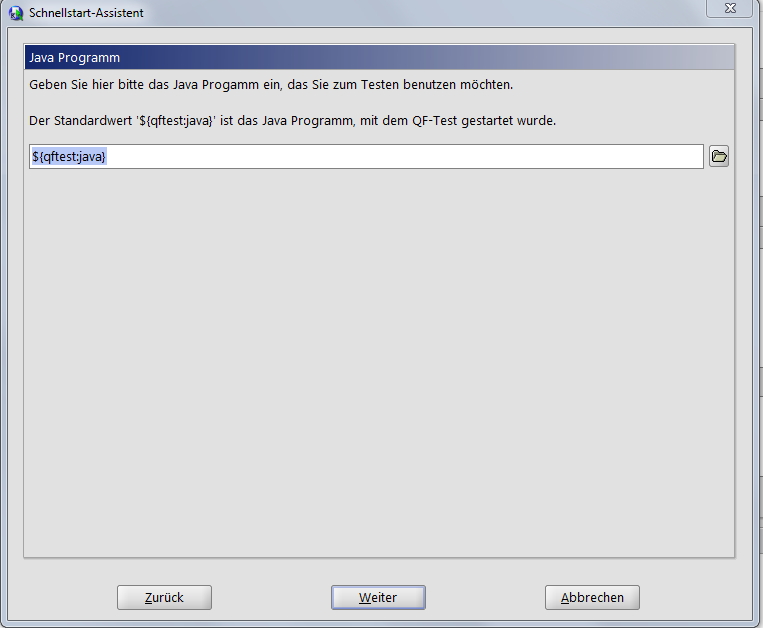 Schnellstart-Assistent
Java Programm
Geben Sie hier bitte das Java Progamm ein, das Sie zum Testen benutzen möchten.
Der Standardwert '${qftest:java}' ist das Java Programm, mit dem QF-Test gestartet wurde.
${qftest:java}
Zurück Weiter Abbrechen